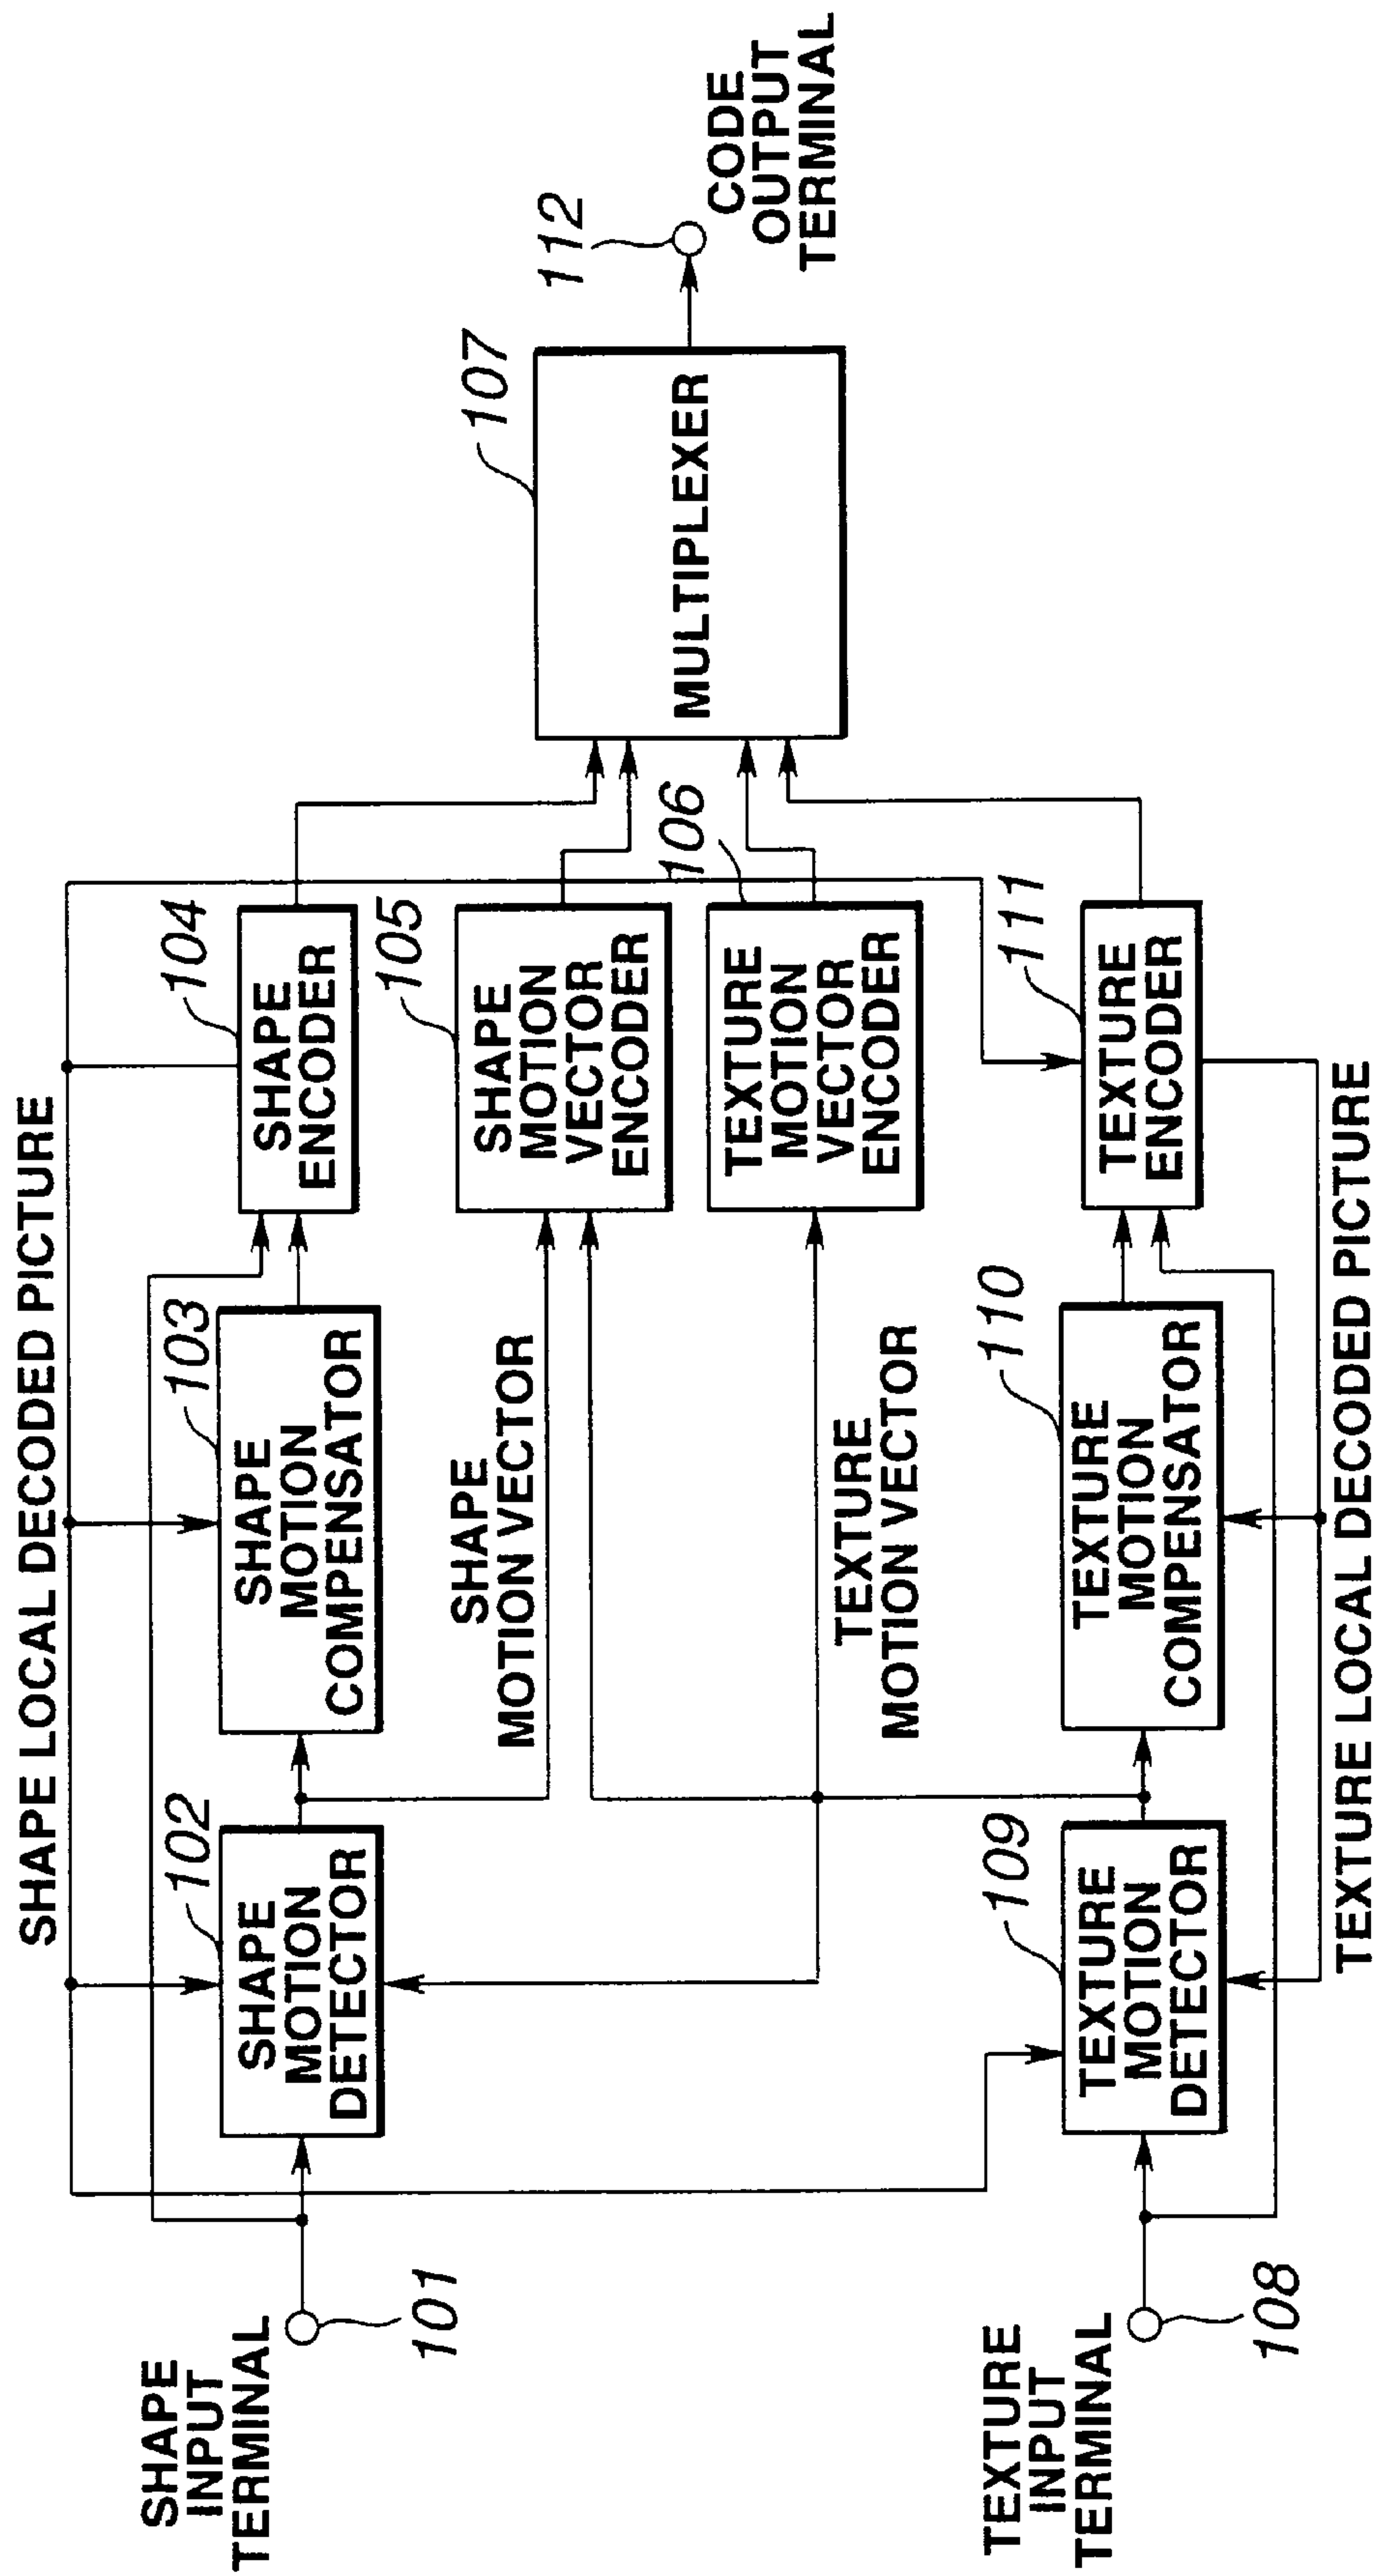 SHAPE LOCAL DECODED PICTURE
SHAPE
INPUT
TERMINAL
101
102
SHAPE
MOTION
DETECTOR
103
SHAPE
MOTION
COMPENSATOR
104
SHAPE
ENCODER
SHAPE
MOTION VECTOR
105
SHAPE
MOTION
VECTOR
ENCODER
106
TEXTURE
MOTION
VECTOR
ENCODER
107
MULTIPLEXER
112
CODE
OUTPUT
TERMINAL
TEXTURE
MOTION VECTOR
TEXTURE
INPUT
TERMINAL
108
109
TEXTURE
MOTION
DETECTOR
110
TEXTURE
MOTION
COMPENSATOR
111
TEXTURE
ENCODER
TEXTURE LOCAL DECODED PICTURE